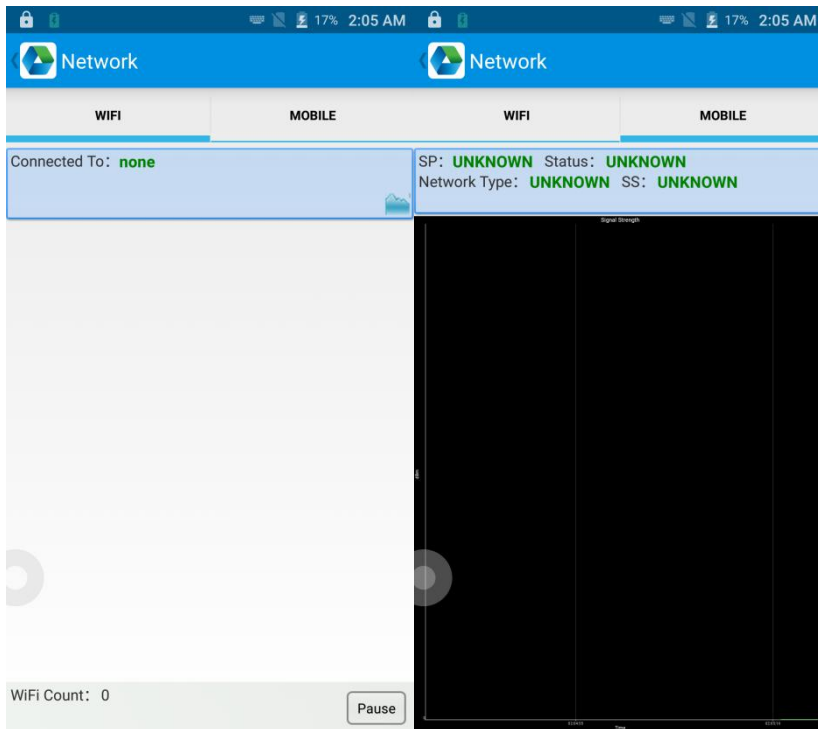 17% 2:05 AM
Network
WIFI MOBILE
Connected To: none
WiFi Count: 0
Pause
17% 2:05 AM
Network
WIFI MOBILE
SP: UNKNOWN Status: UNKNOWN
Network Type: UNKNOWN SS: UNKNOWN
Signal Strength
0
Time